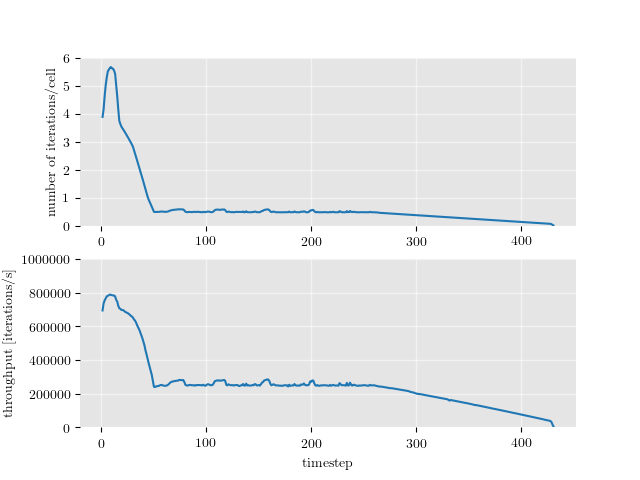 number of iterations/cell
6
5
4
3
2
1
0
0 100 200 300 400
throughput [iterations/s]
1000000
800000
600000
400000
200000
0
0 100 200 300 400
timestep